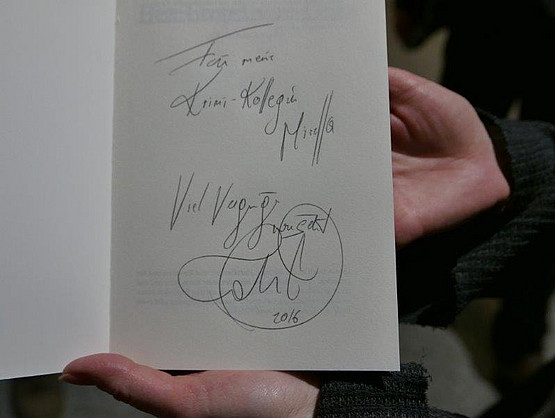 Für meine
Krimi-Kollegin
Mirella
Viel Vergnügen
2016